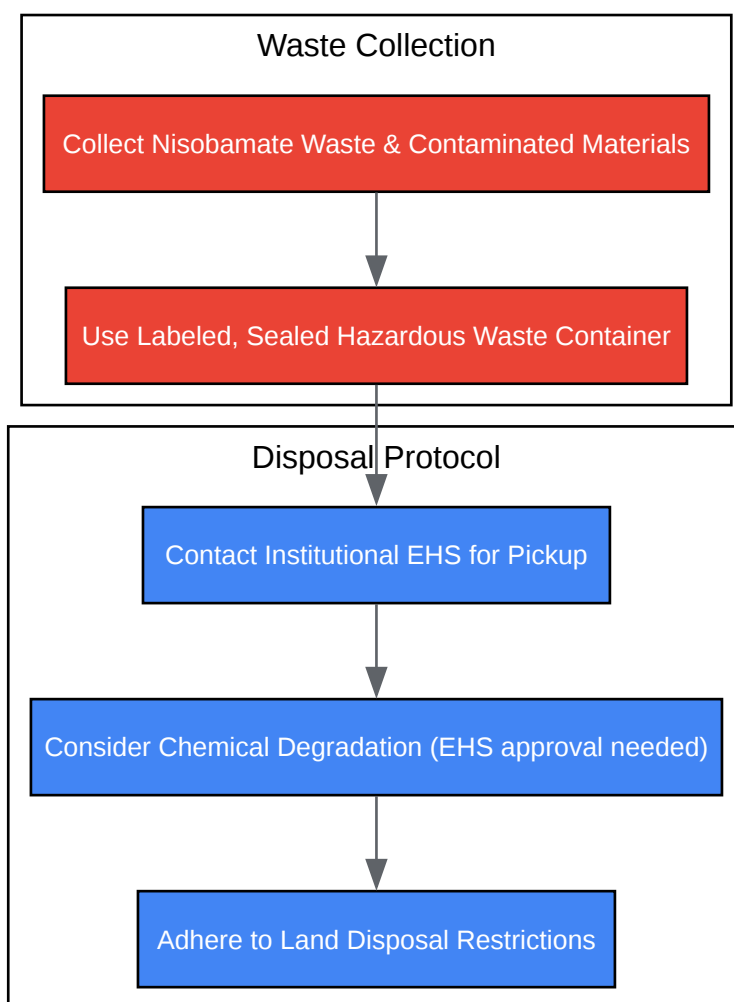 Waste Collection
Collect Nisobamate Waste & Contaminated Materials
Use Labeled, Sealed Hazardous Waste Container
Disposal Protocol
Contact Institutional EHS for Pickup
Consider Chemical Degradation (EHS approval needed)
Adhere to Land Disposal Restrictions